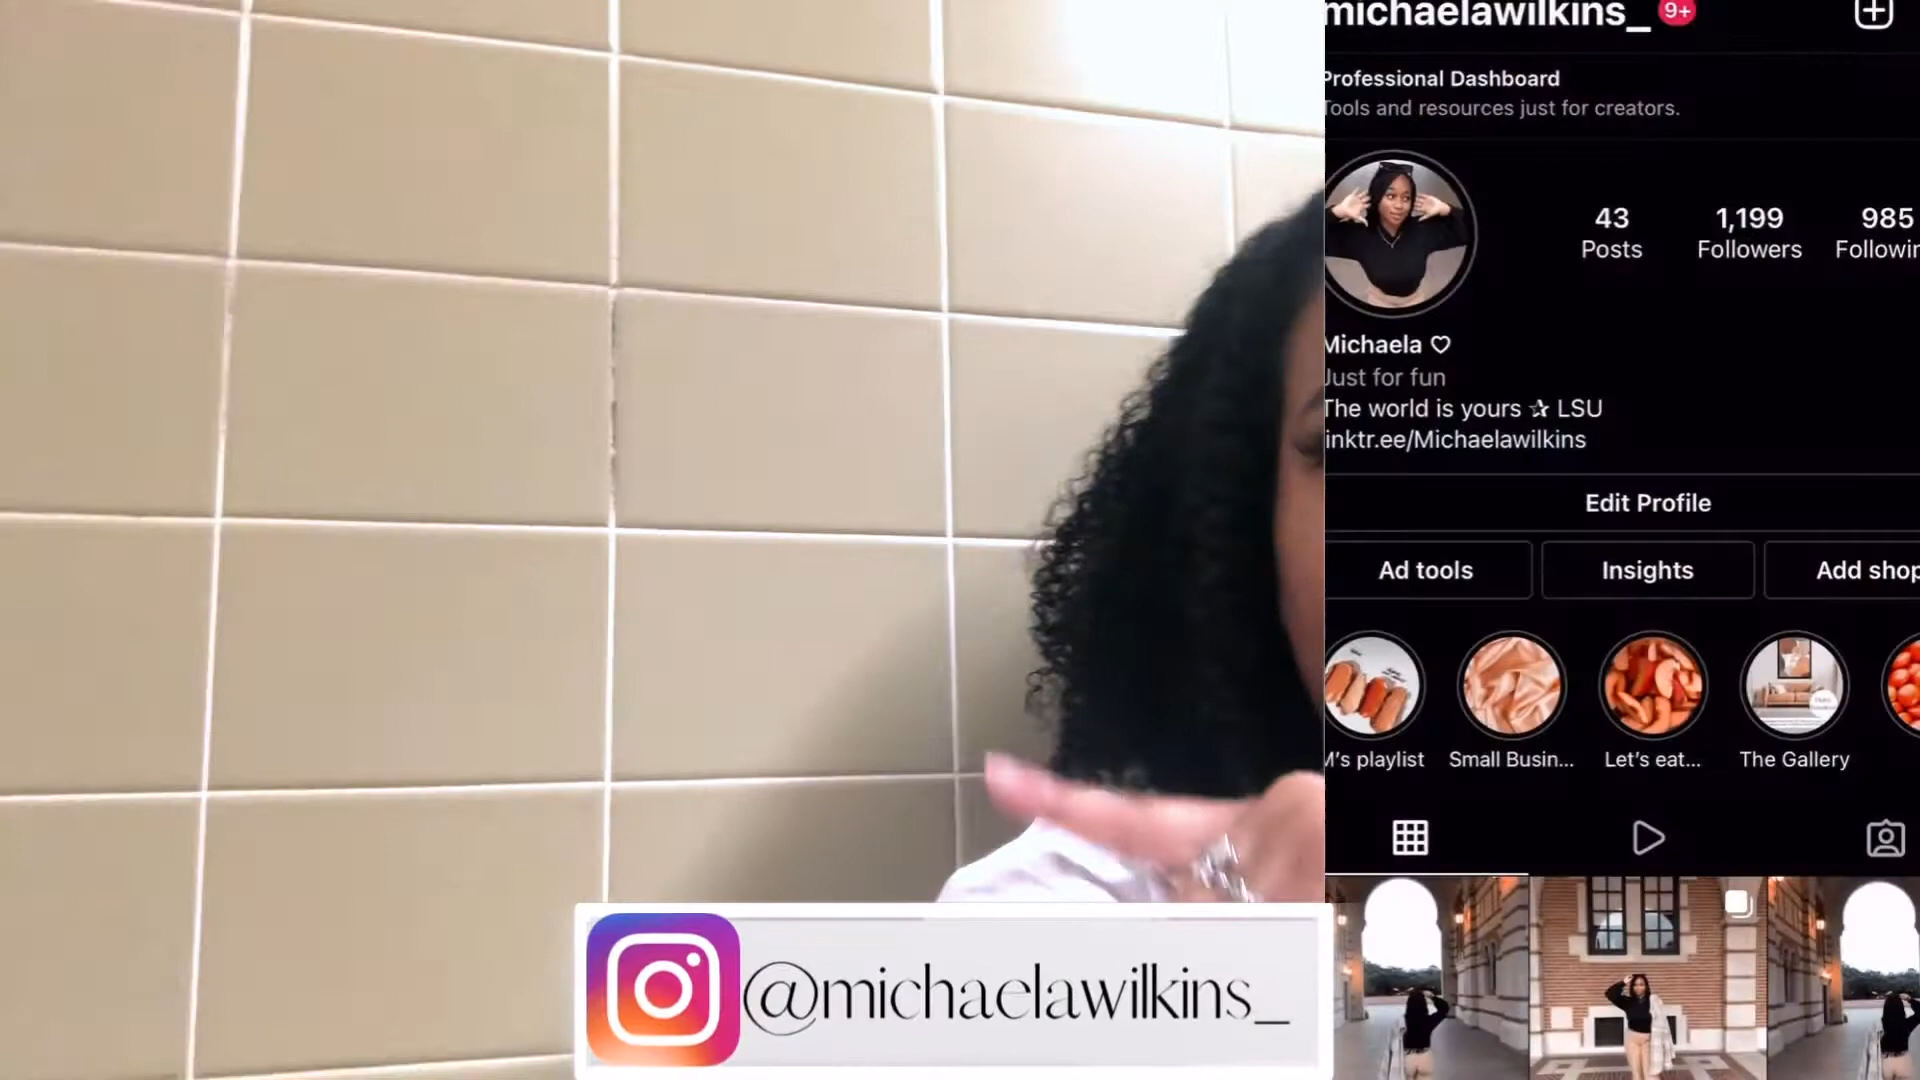 michaelawilkins_ 9+
Professional Dashboard
Tools and resources just for creators.
43
Posts
1,199
Followers
985
Followin
Michaela ♡
Just for fun
The world is yours ✰ LSU
linktr.ee/Michaelawilkins
Edit Profile
Ad tools
Insights
Add shop
M's playlist
Small Busin...
Let's eat...
The Gallery
@michaelawilkins_